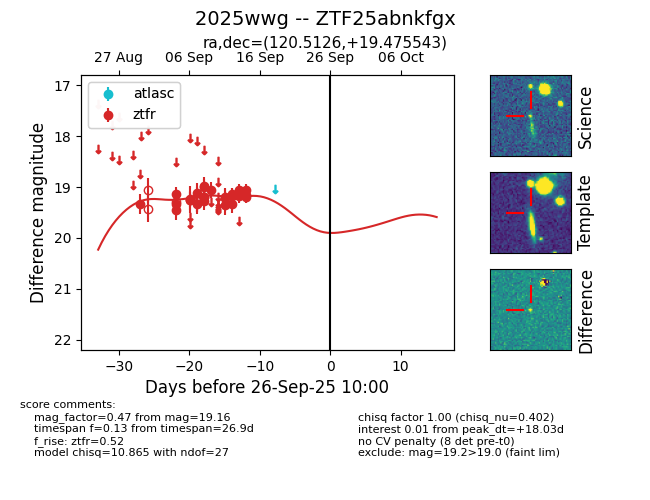 2025wwg -- ZTF25abnkfgx
ra,dec=(120.5126,+19.475543)
27 Aug 06 Sep 16 Sep 26 Sep 06 Oct
atlasc
ztfr
17
18
19
20
21
22
Difference magnitude
−30 −20 −10 0 10
Days before 26-Sep-25 10:00
Science
Template
Difference
score comments:
mag_factor=0.47 from mag=19.16
timespan f=0.13 from timespan=26.9d
f_rise: ztfr=0.52
model chisq=10.865 with ndof=27
chisq factor 1.00 (chisq_nu=0.402)
interest 0.01 from peak_dt=+18.03d
no CV penalty (8 det pre-t0)
exclude: mag=19.2>19.0 (faint lim)